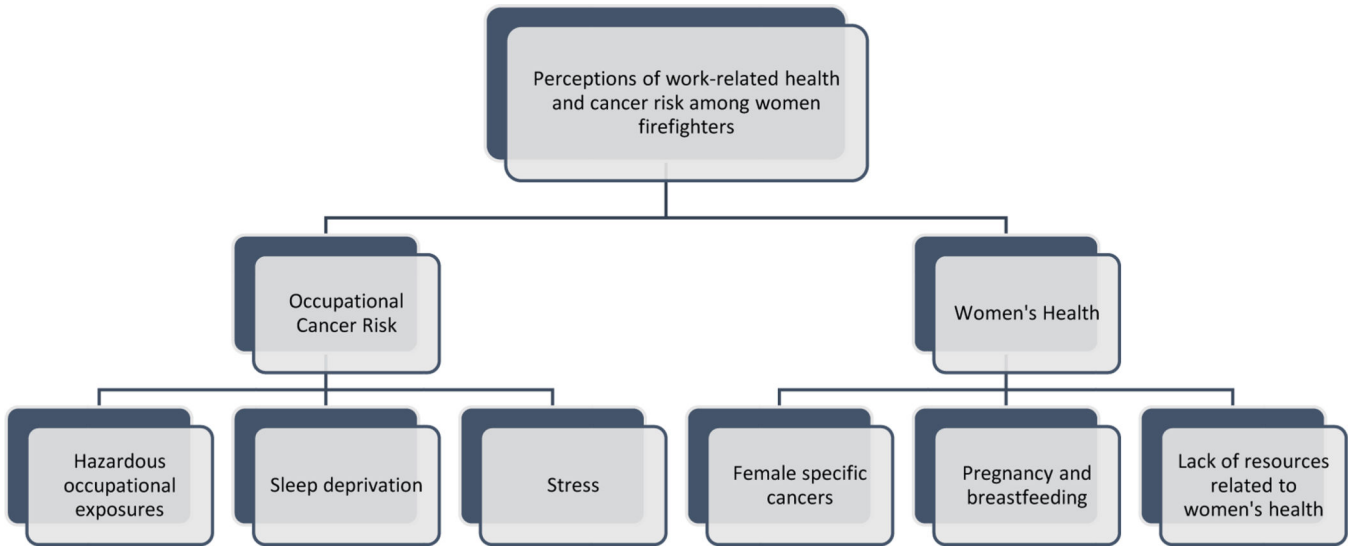 Perceptions of work-related health
and cancer risk among women
firefighters
Occupational
Cancer Risk
Women's Health
Hazardous
occupational
exposures
Sleep deprivation
Stress
Female specific
cancers
Pregnancy and
breastfeeding
Lack of resources
related to
women's health